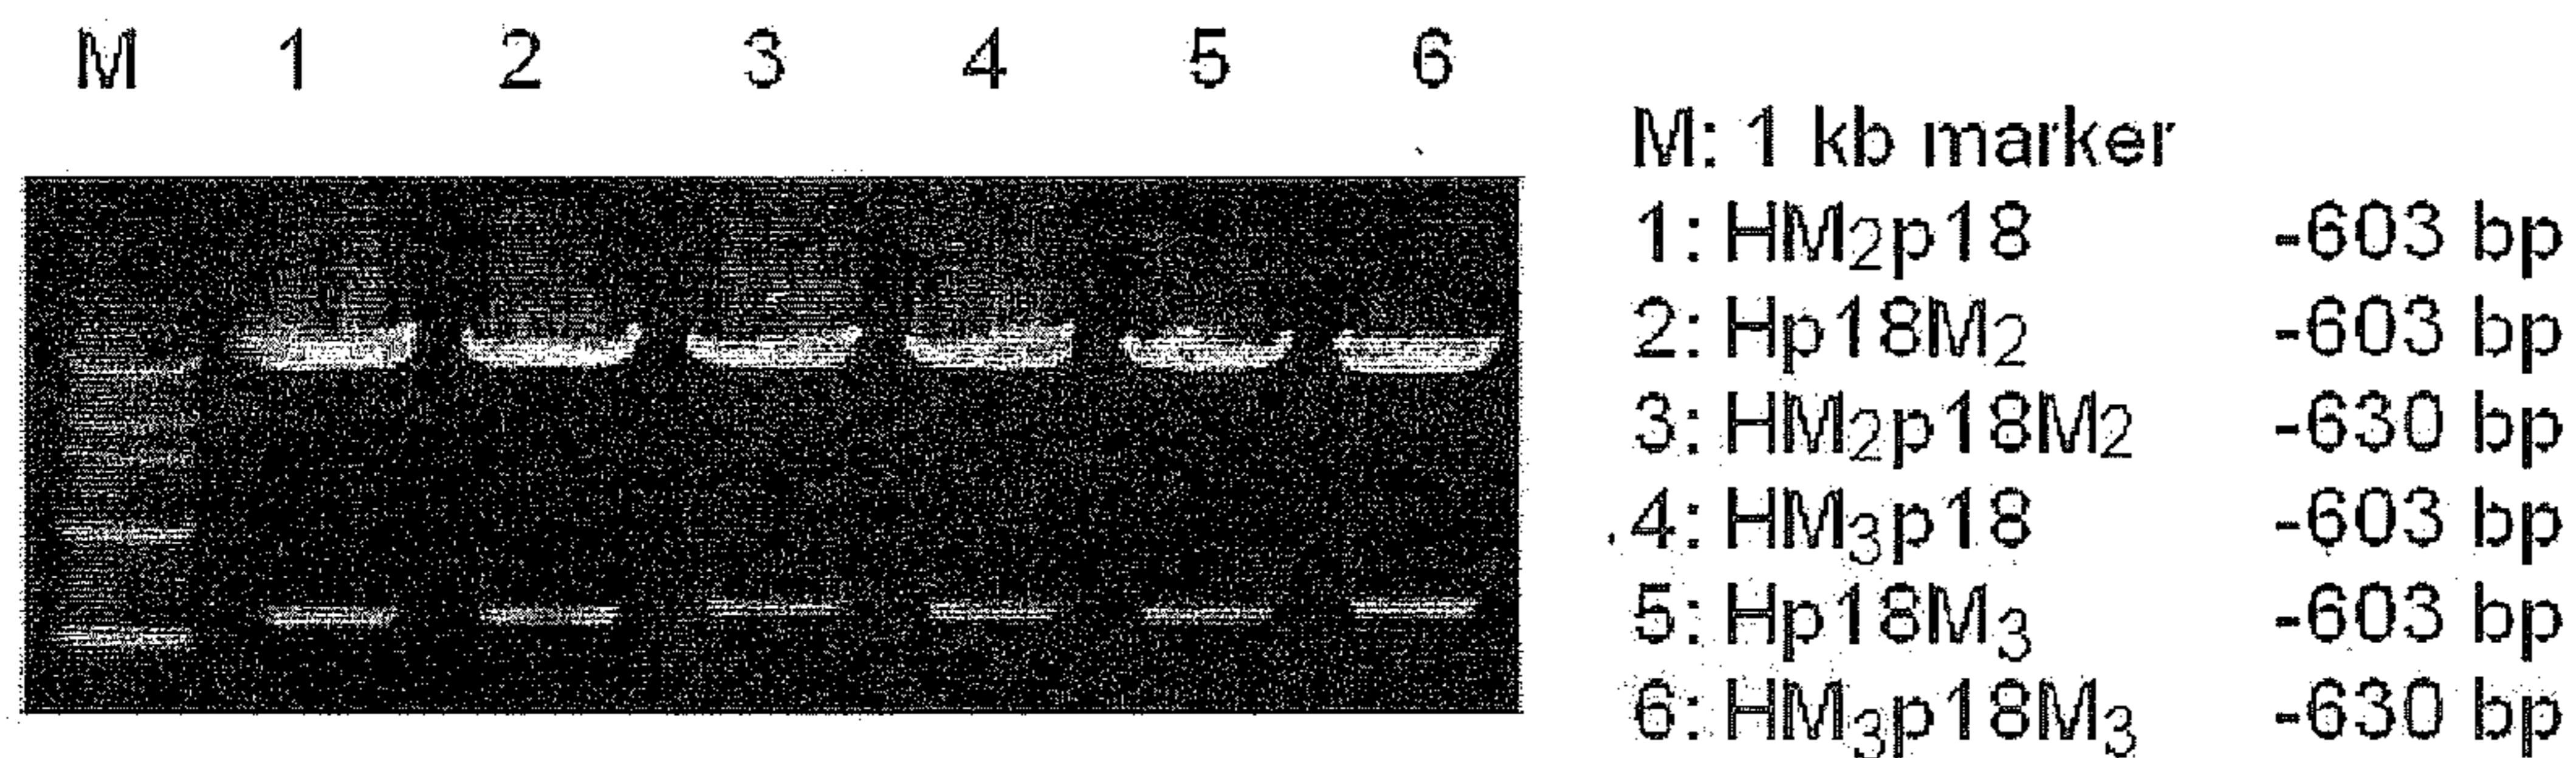 M 1 2 3 4 5 6
M: 1 kb marker
1: HM₂p18 -603 bp
2: Hp18M₂ -603 bp
3: HM₂p18M₂ -630 bp
4: HM₃p18 -603 bp
5: Hp18M₃ -603 bp
6: HM₃p18M₃ -630 bp